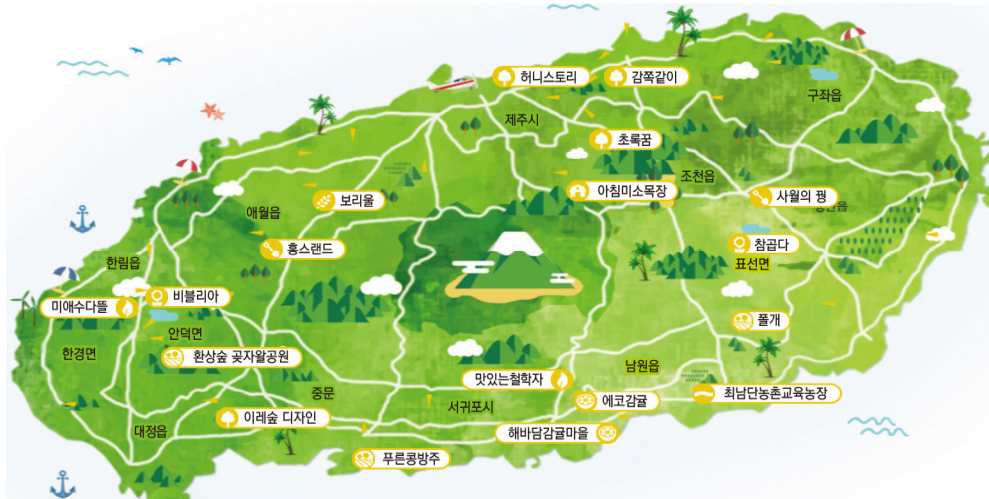 허니스토리
감쪽같이
구좌읍
제주시
초록꿈
조천읍
아침미소목장
보리울
사월의 꿩
애월읍
홍스랜드
참곱다
표선면
한림읍
비블리아
미애수다뜰
폴개
안덕면
한경면
환상숲 곶자왈공원
남원읍
맛있는철학자
중문
최남단농촌교육농장
에코감귤
서귀포시
이레숲 디자인
대정읍
해바담감귤마을
푸른콩방주